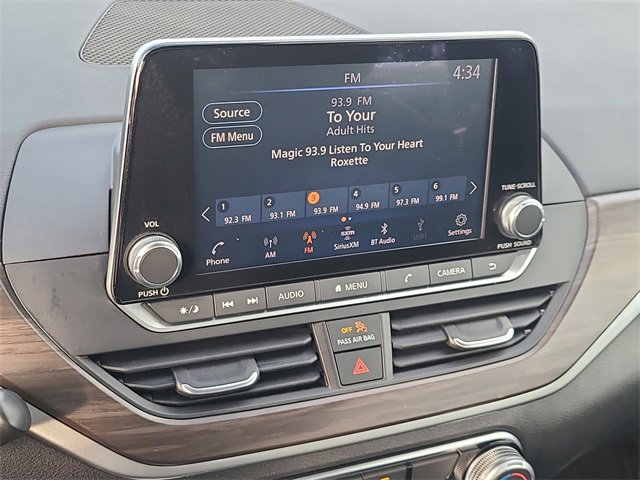 FM
4:34
Source
FM Menu
93.9 FM
To Your
Adult Hits
Magic 93.9 Listen To Your Heart
Roxette
1 2 3 4 5 6
92.3 FM 93.1 FM 93.9 FM 94.9 FM 97.3 FM 99.1 FM
Phone
AM
FM
sxm
SiriusXM
BT Audio
USB1
Settings
VOL
PUSH
TUNE·SCROLL
PUSH SOUND
AUDIO
MENU
CAMERA
OFF 2
PASS AIR BAG